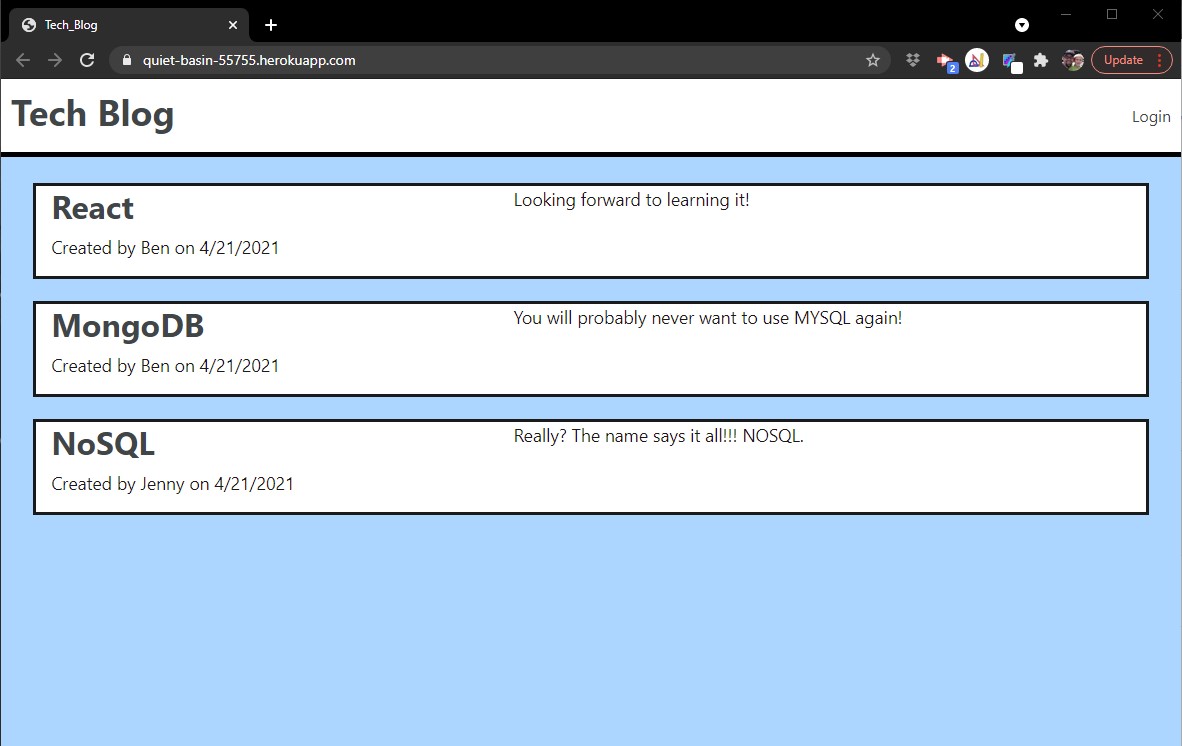 Tech_Blog
quiet-basin-55755.herokuapp.com
2
Update
Tech Blog
Login
React
Looking forward to learning it!
Created by Ben on 4/21/2021
MongoDB
You will probably never want to use MYSQL again!
Created by Ben on 4/21/2021
NoSQL
Really? The name says it all!!! NOSQL.
Created by Jenny on 4/21/2021